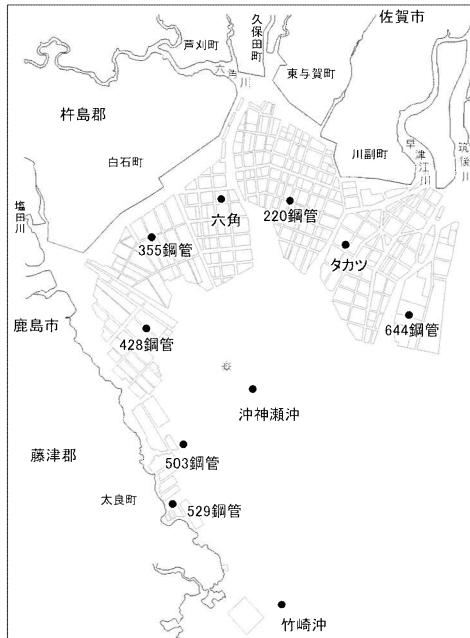 佐賀市
久保田町
芦刈町
六角川
東与賀町
杵島郡
川副町
早津江川
筑後川
白石町
塩田川
六角
220鋼管
355鋼管
タカツ
鹿島市
428鋼管
644鋼管
沖神瀬沖
藤津郡
503鋼管
太良町
529鋼管
竹崎沖